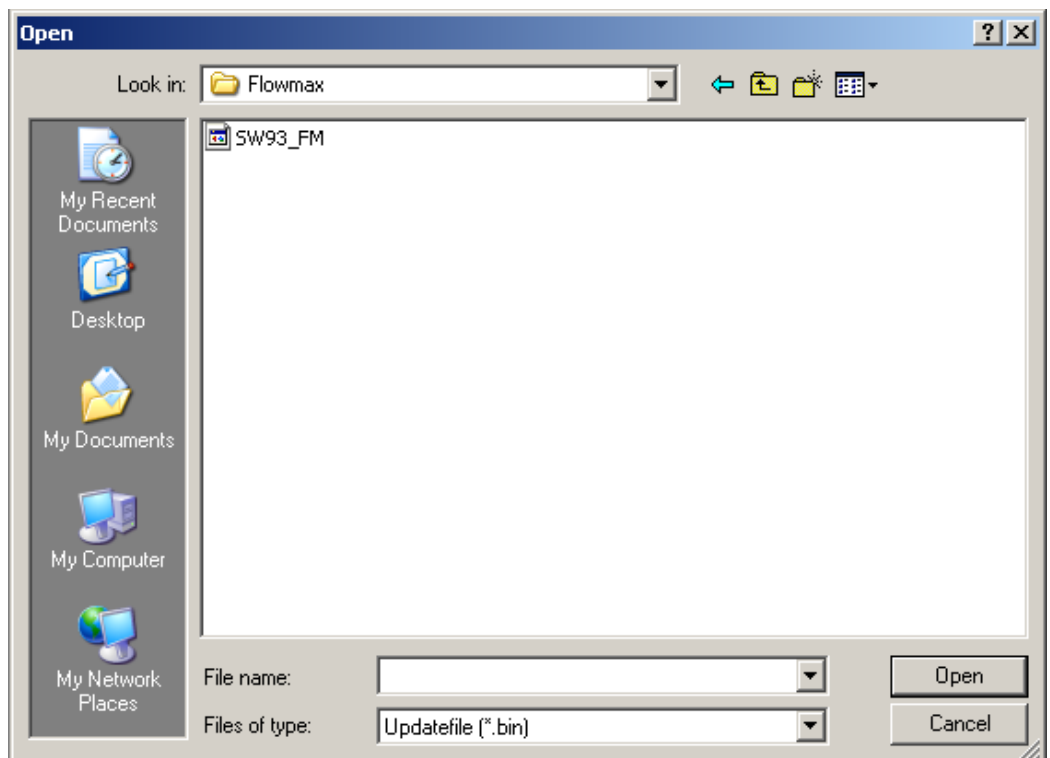 Open
Look in:
Flowmax
SW93_FM
My Recent
Documents
Desktop
My Documents
My Computer
My Network
Places
File name:
Open
Files of type:
Updatefile (*.bin)
Cancel